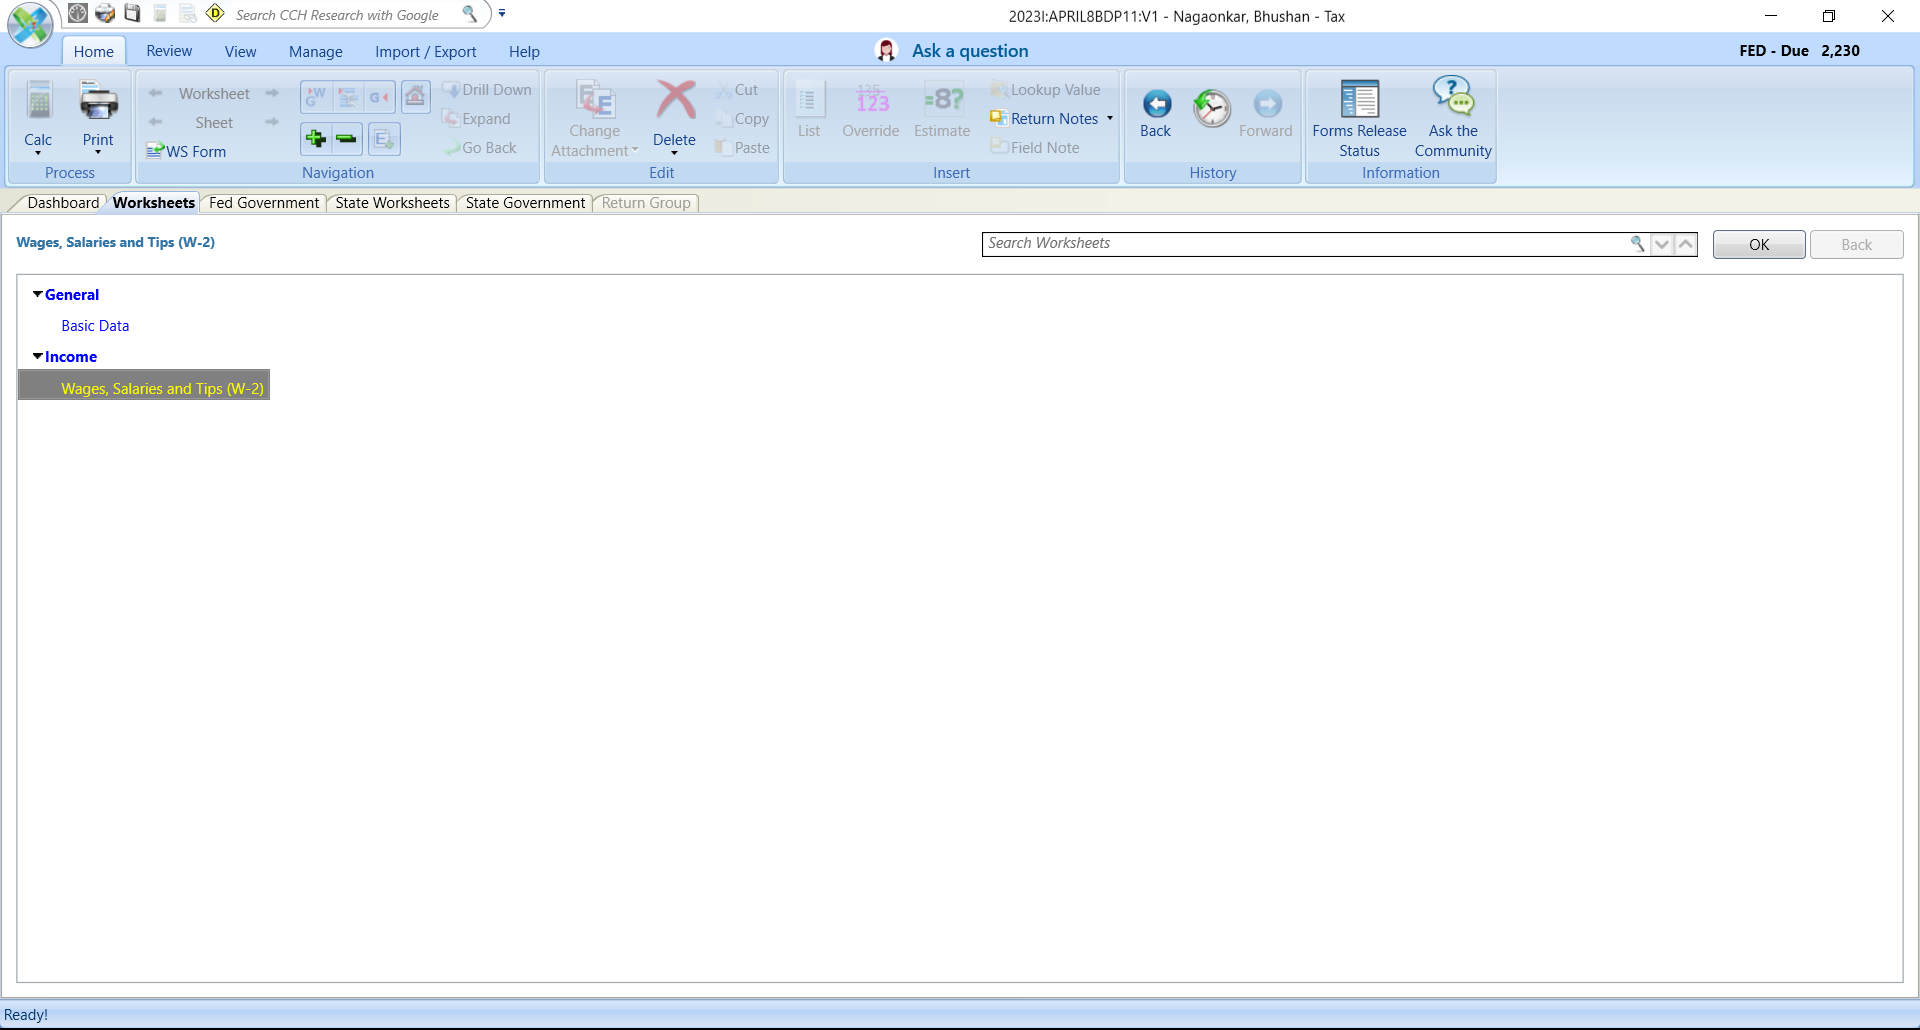 Search CCH Research with Google
2023I:APRIL8BDP11:V1 - Nagaonkar, Bhushan - Tax
Home Review View Manage Import / Export Help
Ask a question
FED - Due 2,230
Calc
Print
Process
Worksheet
Sheet
WS Form
Drill Down
Expand
Go Back
Navigation
Change
Attachment
Delete
Cut
Copy
Paste
Edit
List
Override
Estimate
Lookup Value
Return Notes
Field Note
Insert
Back
Forward
History
Forms Release
Status
Ask the
Community
Information
Dashboard Worksheets Fed Government State Worksheets State Government Return Group
Wages, Salaries and Tips (W-2)
Search Worksheets
OK
Back
General
Basic Data
Income
Wages, Salaries and Tips (W-2)
Ready!